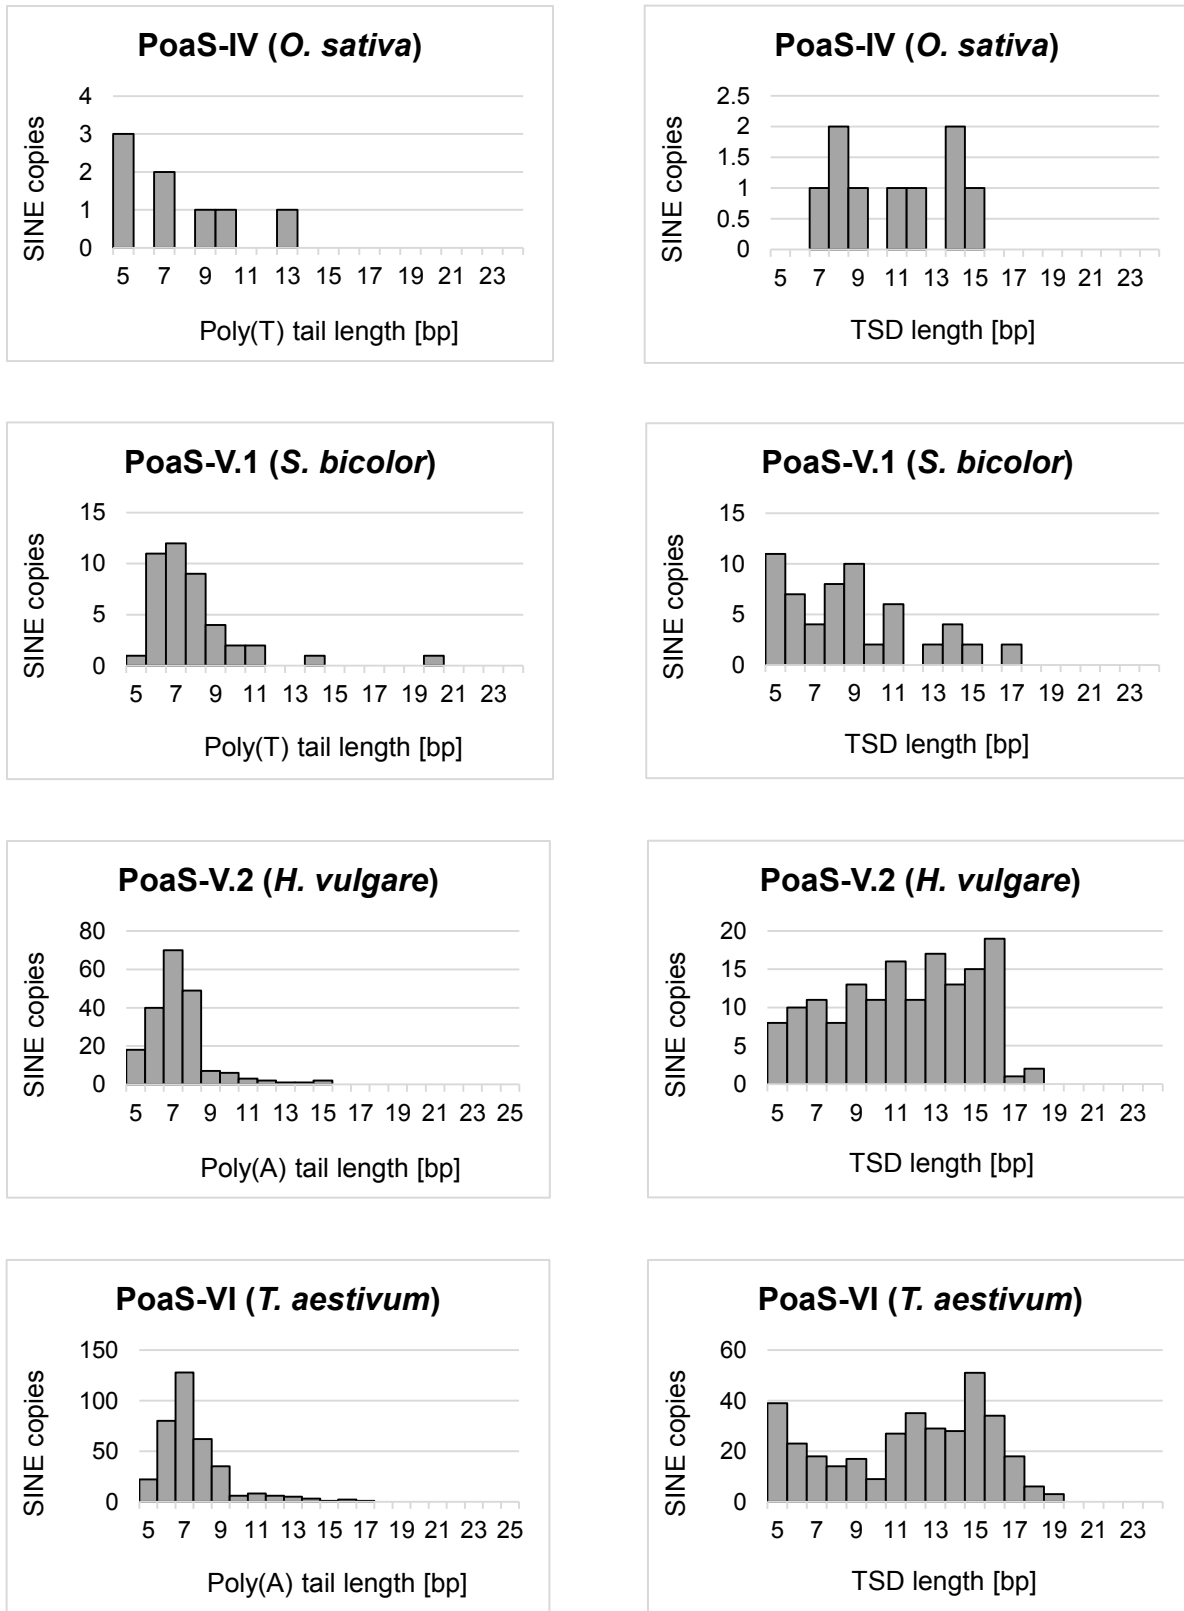 PoaS-IV (O. sativa)
4
3
2
1
0
SINE copies
5 7 9 11 13 15 17 19 21 23
Poly(T) tail length [bp]
PoaS-IV (O. sativa)
2.5
2
1.5
1
0.5
0
SINE copies
5 7 9 11 13 15 17 19 21 23
TSD length [bp]
PoaS-V.1 (S. bicolor)
15
10
5
0
SINE copies
5 7 9 11 13 15 17 19 21 23
Poly(T) tail length [bp]
PoaS-V.1 (S. bicolor)
15
10
5
0
SINE copies
5 7 9 11 13 15 17 19 21 23
TSD length [bp]
PoaS-V.2 (H. vulgare)
80
60
40
20
0
SINE copies
5 7 9 11 13 15 17 19 21 23 25
Poly(A) tail length [bp]
PoaS-V.2 (H. vulgare)
20
15
10
5
0
SINE copies
5 7 9 11 13 15 17 19 21 23
TSD length [bp]
PoaS-VI (T. aestivum)
150
100
50
0
SINE copies
5 7 9 11 13 15 17 19 21 23 25
Poly(A) tail length [bp]
PoaS-VI (T. aestivum)
60
40
20
0
SINE copies
5 7 9 11 13 15 17 19 21 23
TSD length [bp]